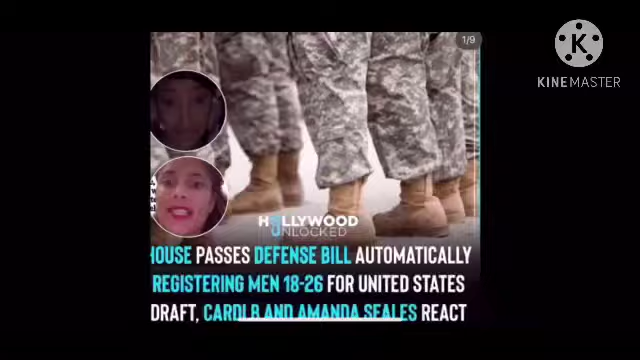 1/9
KINEMASTER
HOLLYWOOD
UNLOCKED
HOUSE PASSES DEFENSE BILL AUTOMATICALLY
REGISTERING MEN 18-26 FOR UNITED STATES
DRAFT, CARDI B AND AMANDA SEALES REACT